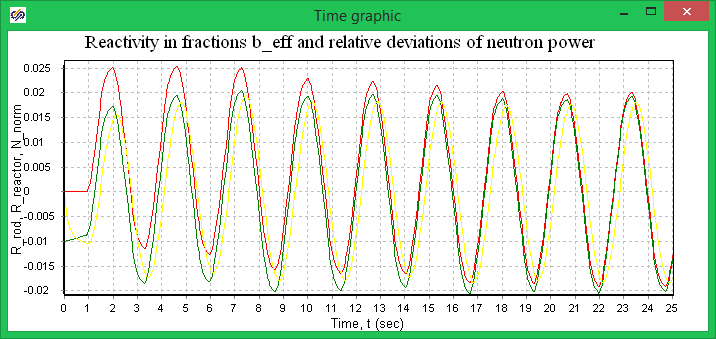 Time graphic
Reactivity in fractions b_eff and relative deviations of neutron power
R_rod, R_reactor, N_norm
0.025
0.02
0.015
0.01
0.005
0
-0.005
-0.01
-0.015
-0.02
0 1 2 3 4 5 6 7 8 9 10 11 12 13 14 15 16 17 18 19 20 21 22 23 24 25
Time, t (sec)